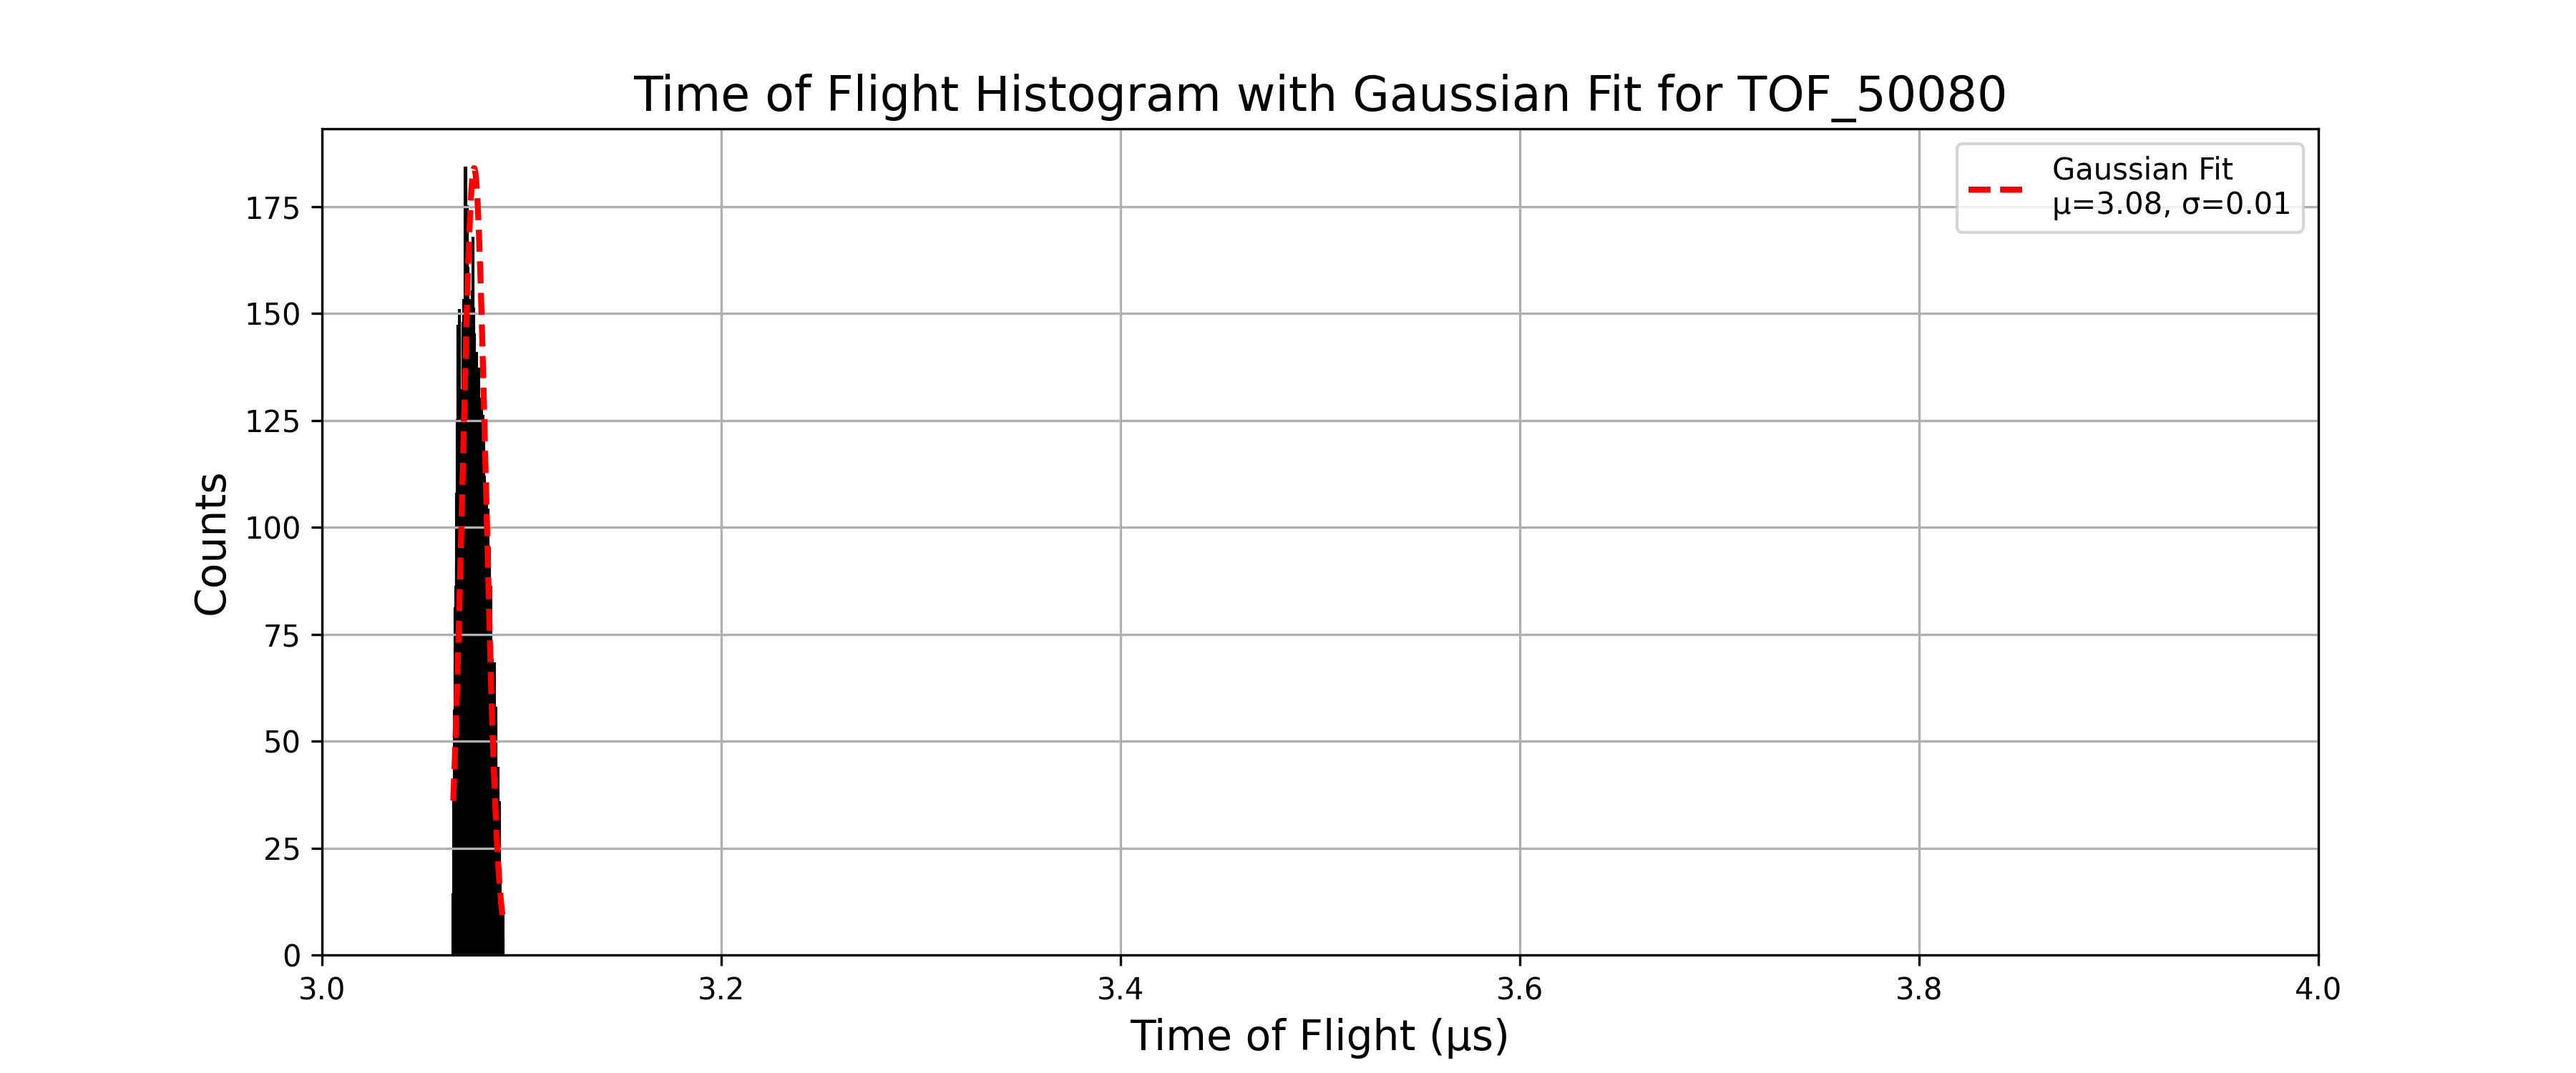 Time of Flight Histogram with Gaussian Fit for TOF_50080
Gaussian Fit
μ=3.08, σ=0.01
175
150
125
100
75
50
25
0
Counts
3.0 3.2 3.4 3.6 3.8 4.0
Time of Flight (μs)